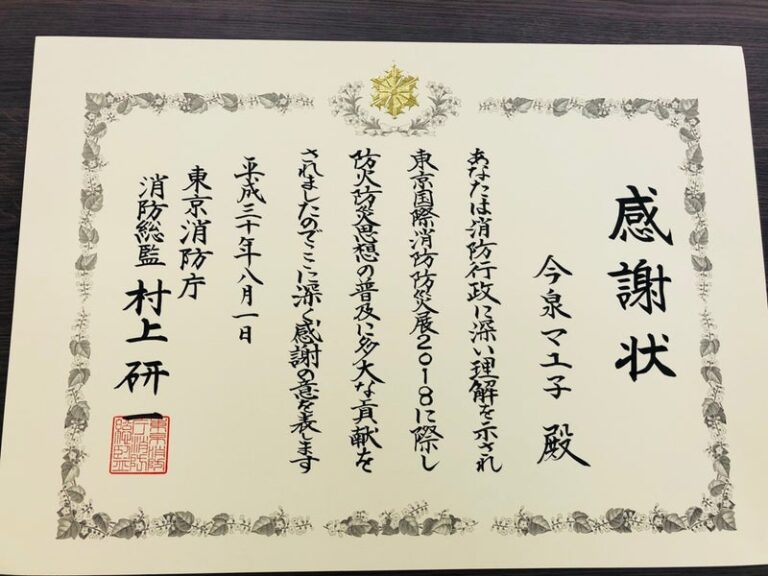 感謝状
今泉マユ子 殿
あなたは消防行政に深い理解を示され
東京国際消防防災展2018に際し
防火防災思想の普及に多大な貢献を
されましたのでここに深く感謝の意を表します
平成三十年八月一日
東京消防庁
消防総監 村上研一